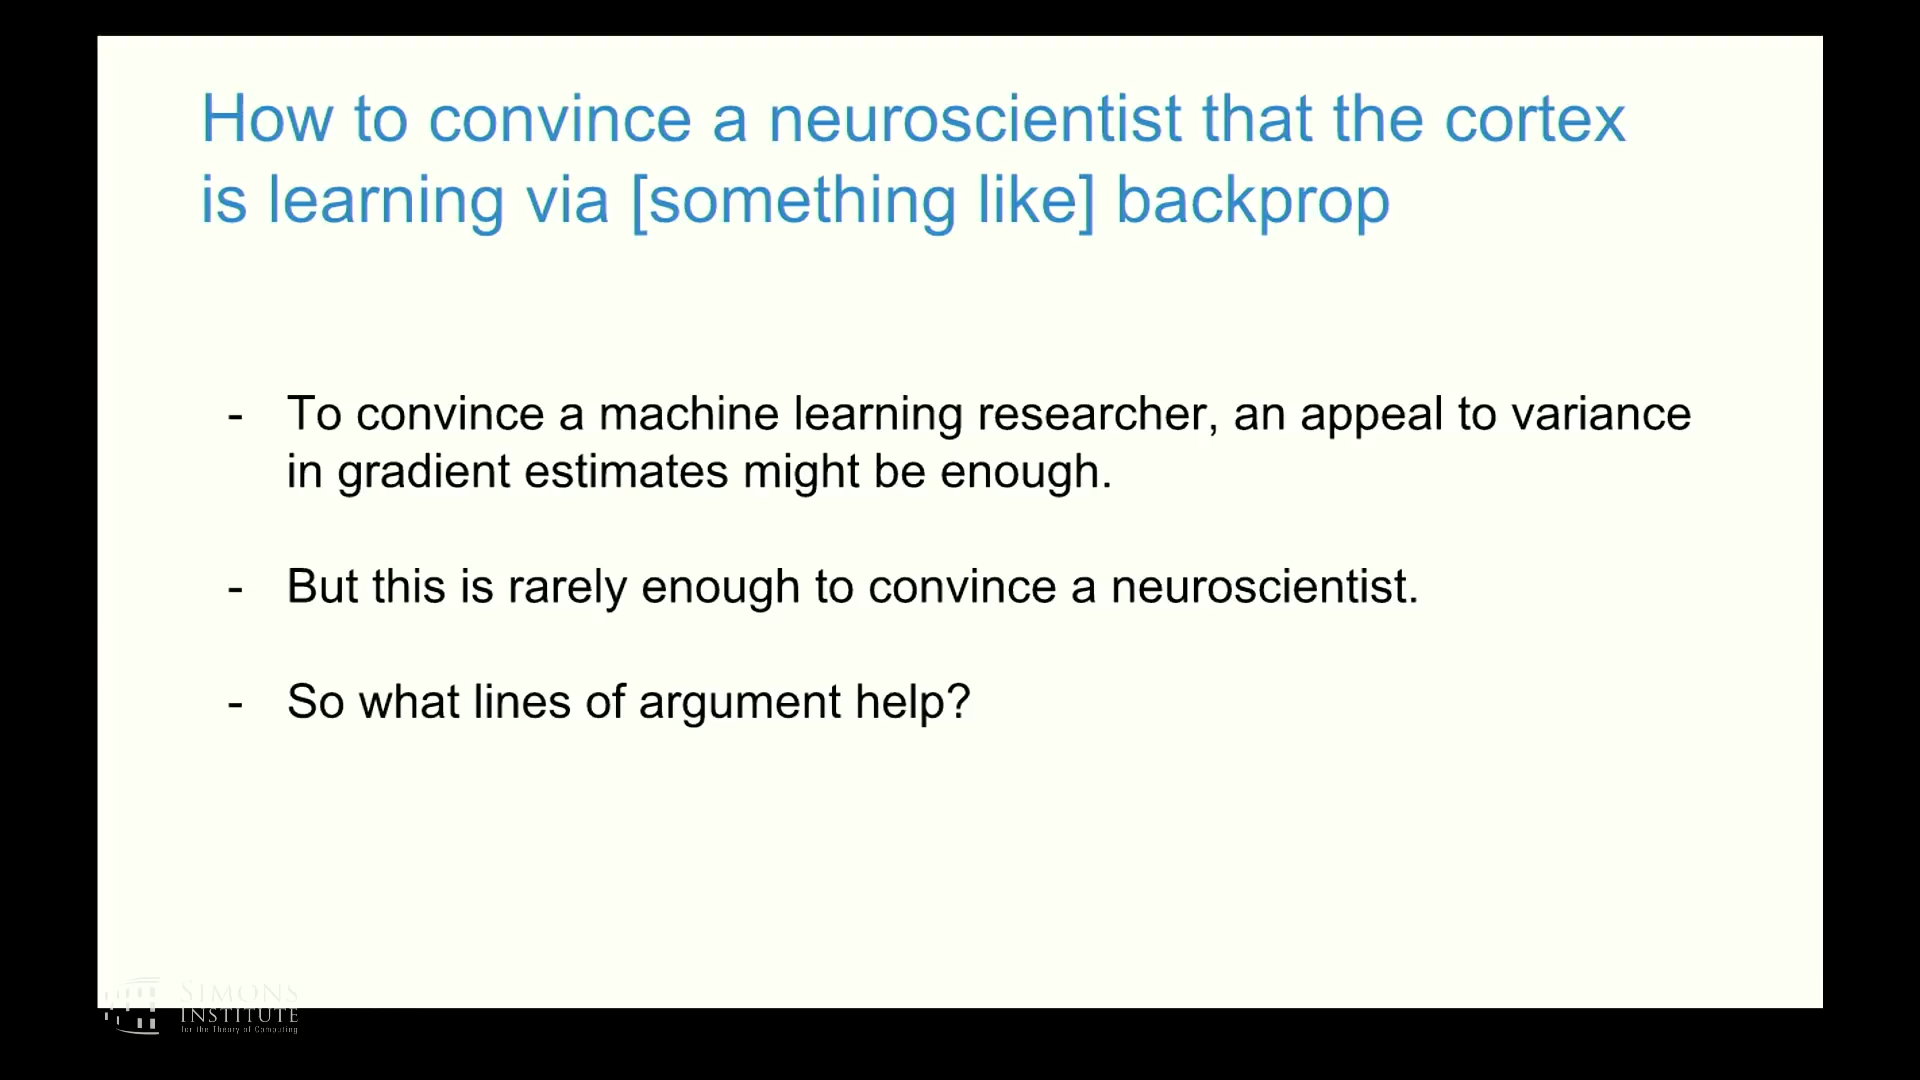 How to convince a neuroscientist that the cortex
is learning via [something like] backprop
- To convince a machine learning researcher, an appeal to variance
in gradient estimates might be enough.
- But this is rarely enough to convince a neuroscientist.
- So what lines of argument help?
SIMONS
INSTITUTE
for the Theory of Computing